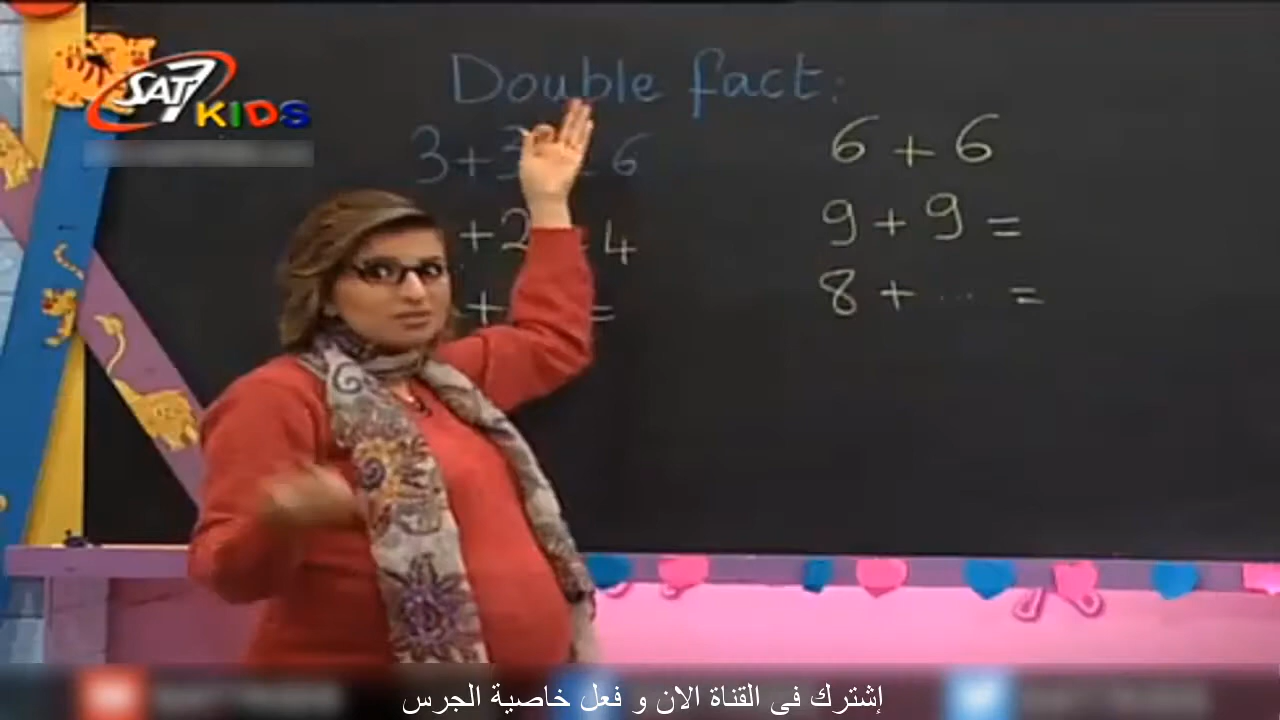 SAT7
KIDS
Double fact:
3+3 = 6
+2 = 4
+ =
6 + 6
9 + 9 =
8 + ... =
إشترك فى القناة الان و فعل خاصية الجرس